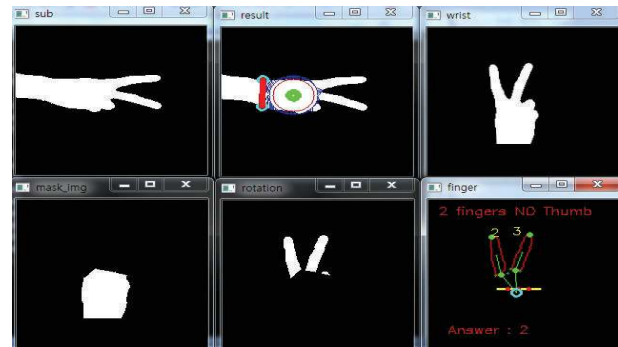 sub
result
wrist
mask_img
rotation
finger
2 fingers NO Thumb
2 3
Answer : 2